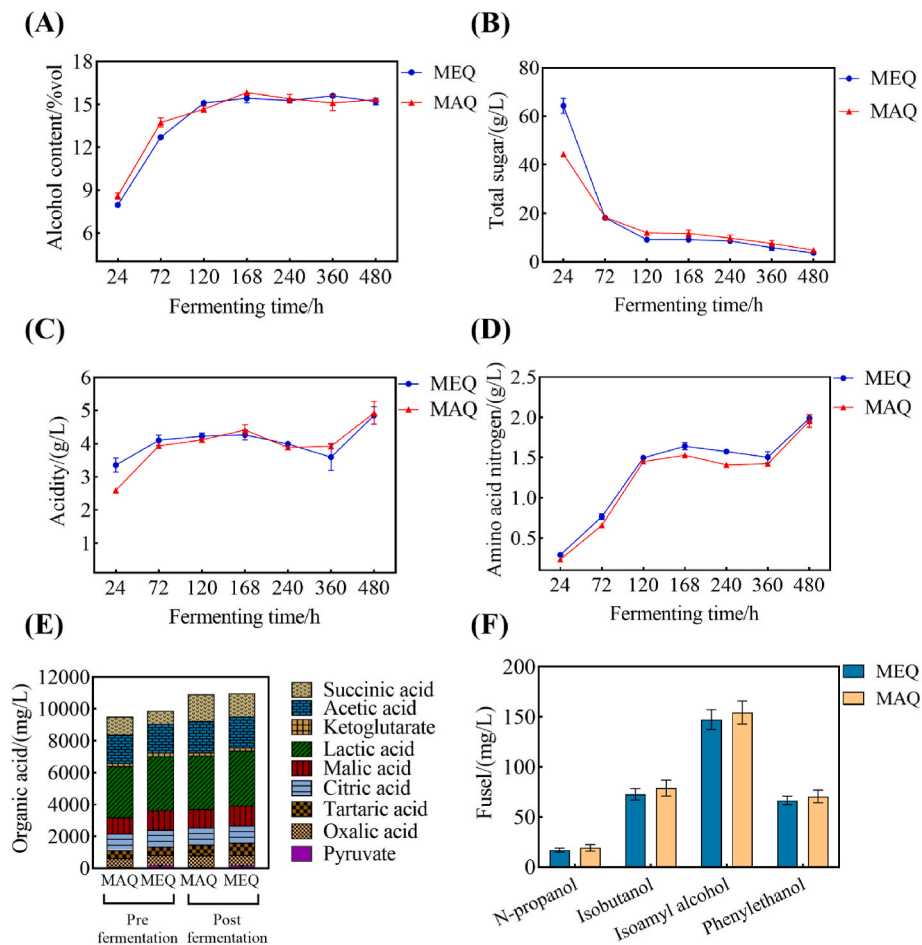 (A)
Alcohol content/%vol
18
15
12
9
6
24 72 120 168 240 360 480
Fermenting time/h
MEQ
MAQ
(B)
Total sugar/(g/L)
80
60
40
20
0
24 72 120 168 240 360 480
Fermenting time/h
MEQ
MAQ
(C)
Acidity/(g/L)
6
5
4
3
2
1
24 72 120 168 240 360 480
Fermenting time/h
MEQ
MAQ
(D)
Amino acid nitrogen/(g/L)
2.5
2.0
1.5
1.0
0.5
24 72 120 168 240 360 480
Fermenting time/h
MEQ
MAQ
(E)
Organic acid/(mg/L)
12000
10000
8000
6000
4000
2000
0
MAQ MEQ MAQ MEQ
Pre
fermentation
Post
fermentation
Succinic acid
Acetic acid
Ketoglutarate
Lactic acid
Malic acid
Citric acid
Tartaric acid
Oxalic acid
Pyruvate
(F)
Fusel/(mg/L)
200
150
100
50
0
N-propanol
Isobutanol
Isoamyl alcohol
Phenylethanol
MEQ
MAQ